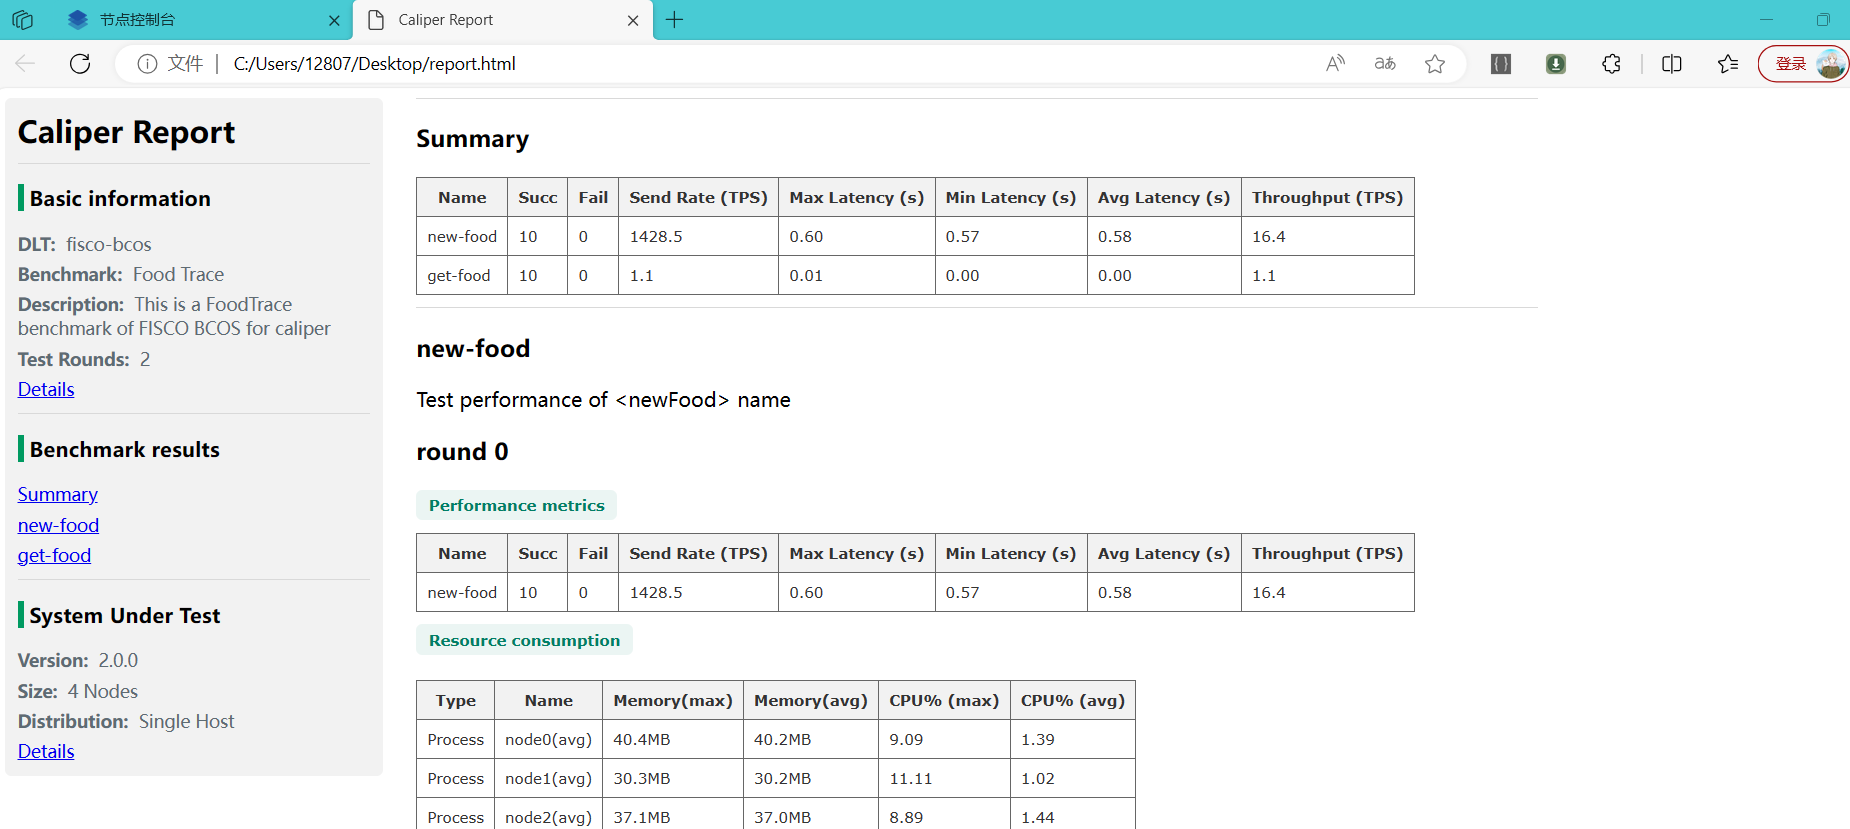 节点控制台
Caliper Report
文件 | C:/Users/12807/Desktop/report.html
登录
Caliper Report
Basic information
DLT: fisco-bcos
Benchmark: Food Trace
Description: This is a FoodTrace
benchmark of FISCO BCOS for caliper
Test Rounds: 2
Details
Benchmark results
Summary
new-food
get-food
System Under Test
Version: 2.0.0
Size: 4 Nodes
Distribution: Single Host
Details
Summary
Name Succ Fail Send Rate (TPS) Max Latency (s) Min Latency (s) Avg Latency (s) Throughput (TPS)
new-food 10 0 1428.5 0.60 0.57 0.58 16.4
get-food 10 0 1.1 0.01 0.00 0.00 1.1
new-food
Test performance of <newFood> name
round 0
Performance metrics
Name Succ Fail Send Rate (TPS) Max Latency (s) Min Latency (s) Avg Latency (s) Throughput (TPS)
new-food 10 0 1428.5 0.60 0.57 0.58 16.4
Resource consumption
Type Name Memory(max) Memory(avg) CPU% (max) CPU% (avg)
Process node0(avg) 40.4MB 40.2MB 9.09 1.39
Process node1(avg) 30.3MB 30.2MB 11.11 1.02
Process node2(avg) 37.1MB 37.0MB 8.89 1.44